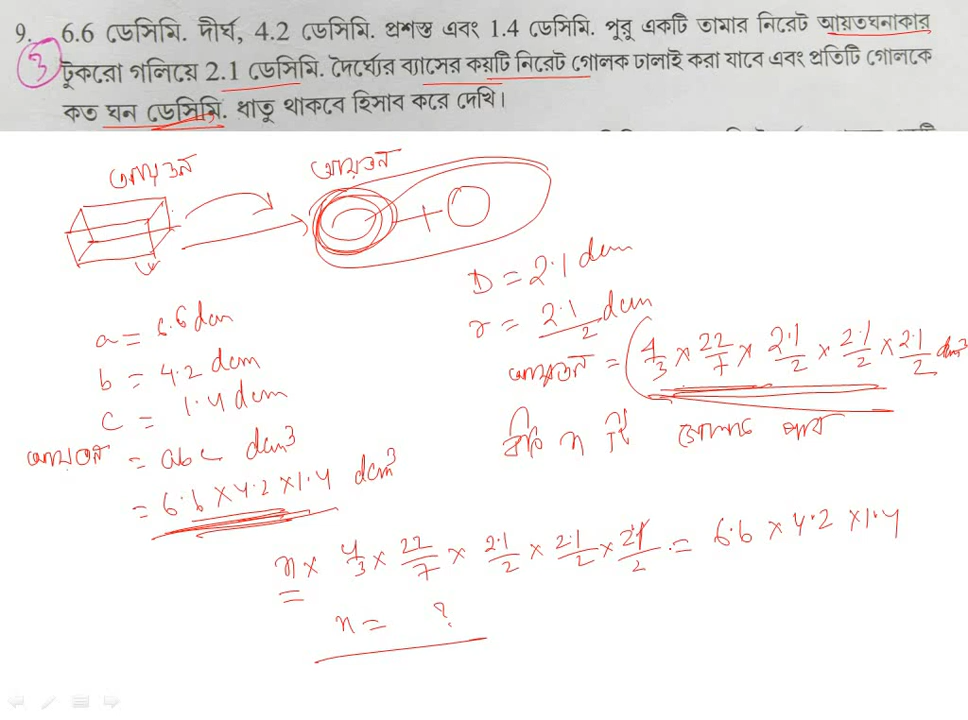 9. 6.6 ডেসিমি. দীর্ঘ, 4.2 ডেসিমি. প্রশস্ত এবং 1.4 ডেসিমি. পুরু একটি তামার নিরেট আয়তঘনাকার
3 টুকরো গলিয়ে 2.1 ডেসিমি. দৈর্ঘ্যের ব্যাসের কয়টি নিরেট গোলক ঢালাই করা যাবে এবং প্রতিটি গোলকে
কত ঘন ডেসিমি. ধাতু থাকবে হিসাব করে দেখি।
আয়তন আয়তন
+
D = 2.1 dcm
r = 2.1/2 dcm
a = 6.6 dcm
b = 4.2 dcm
c = 1.4 dcm
আয়তন = (4/3 × 22/7 × 2.1/2 × 2.1/2 × 2.1/2 dcm³
n টি গোলক পাব
আয়তন = abc dcm³
= 6.6 × 4.2 × 1.4 dcm³
n × 4/3 × 22/7 × 2.1/2 × 2.1/2 × 2.1/2 = 6.6 × 4.2 × 1.4
n = ?